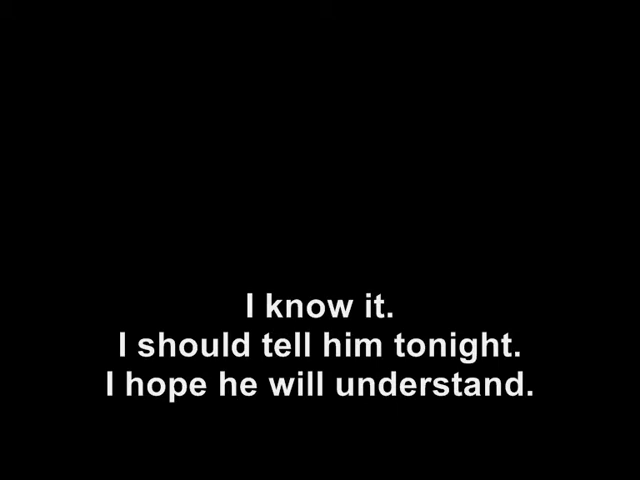 I know it.
I should tell him tonight.
I hope he will understand.